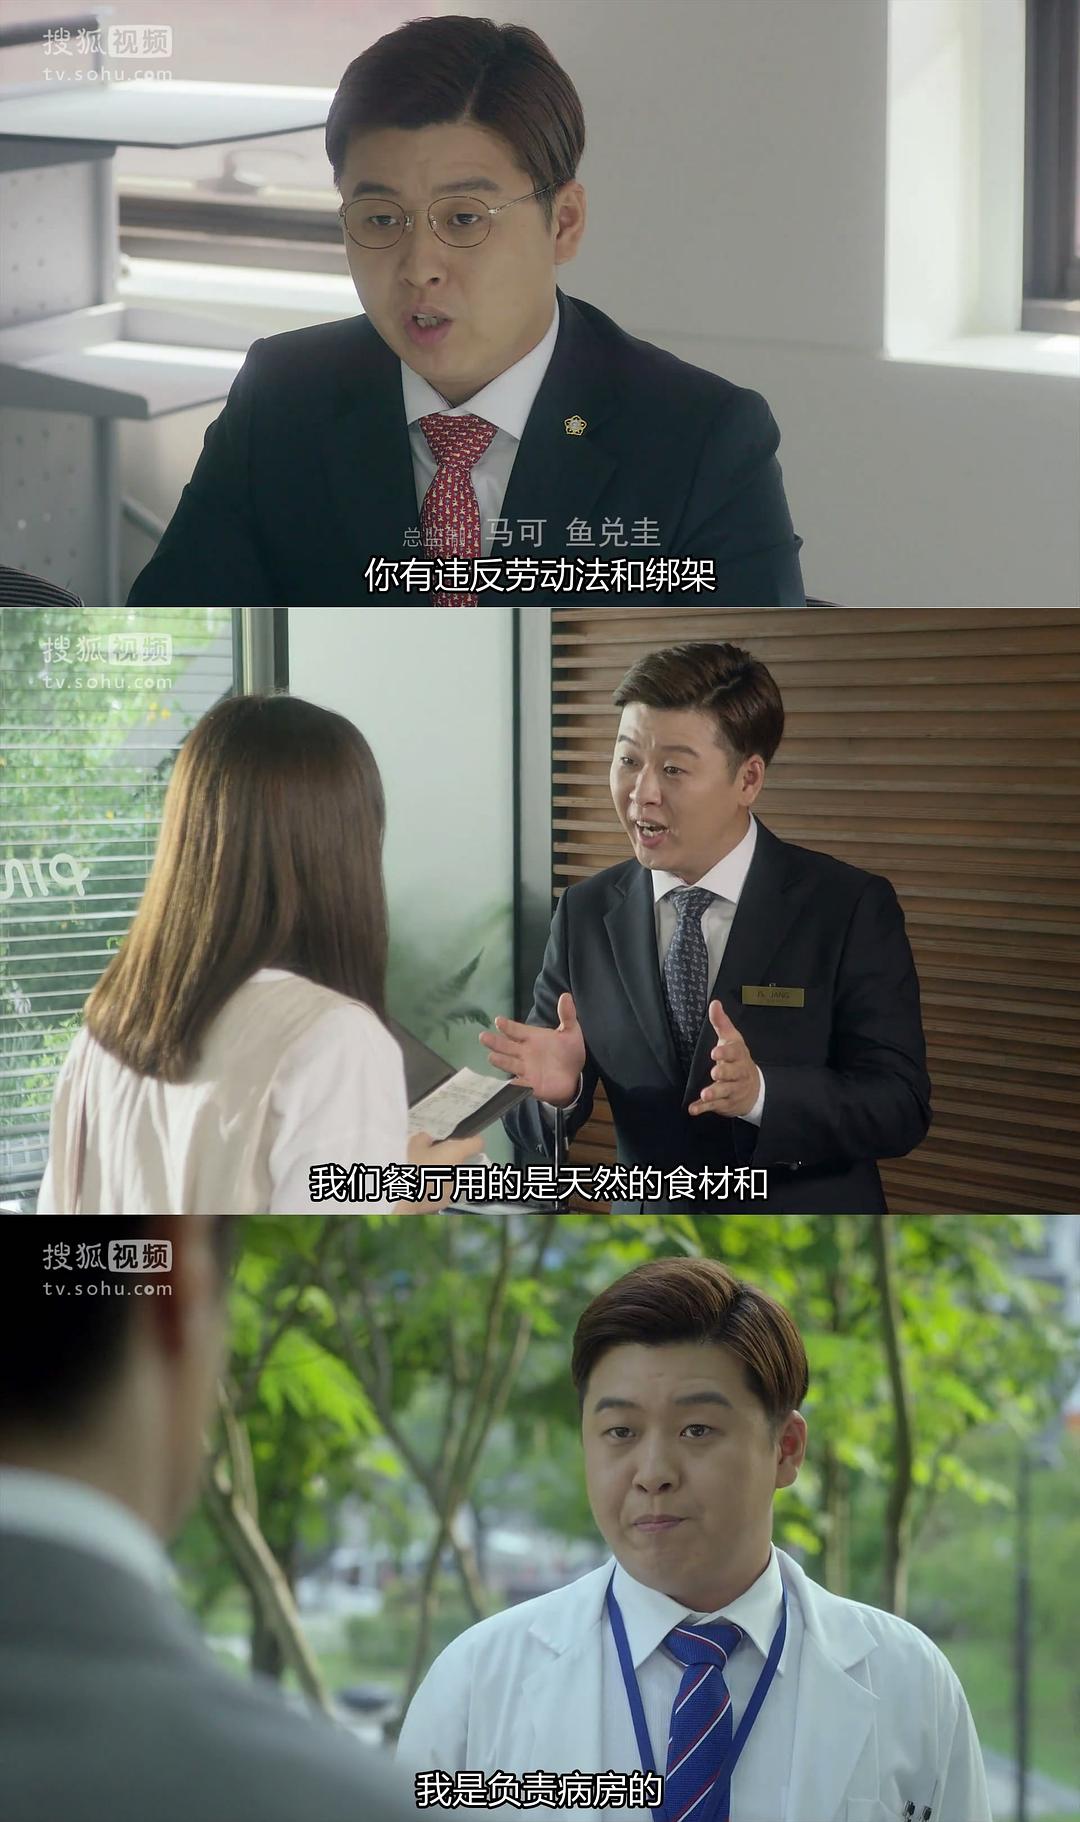 搜狐视频
tv.sohu.com
总监制 马可 鱼兑圭
你有违反劳动法和绑架
搜狐视频
tv.sohu.com
JANG
我们餐厅用的是天然的食材和
搜狐视频
tv.sohu.com
我是负责病房的